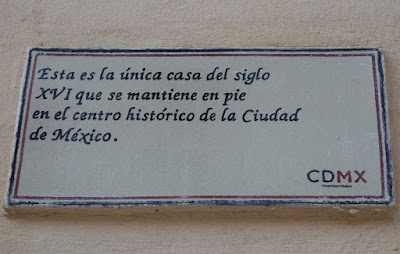 Esta es la única casa del siglo
XVI que se mantiene en pie
en el centro histórico de la Ciudad
de México.
CDMX